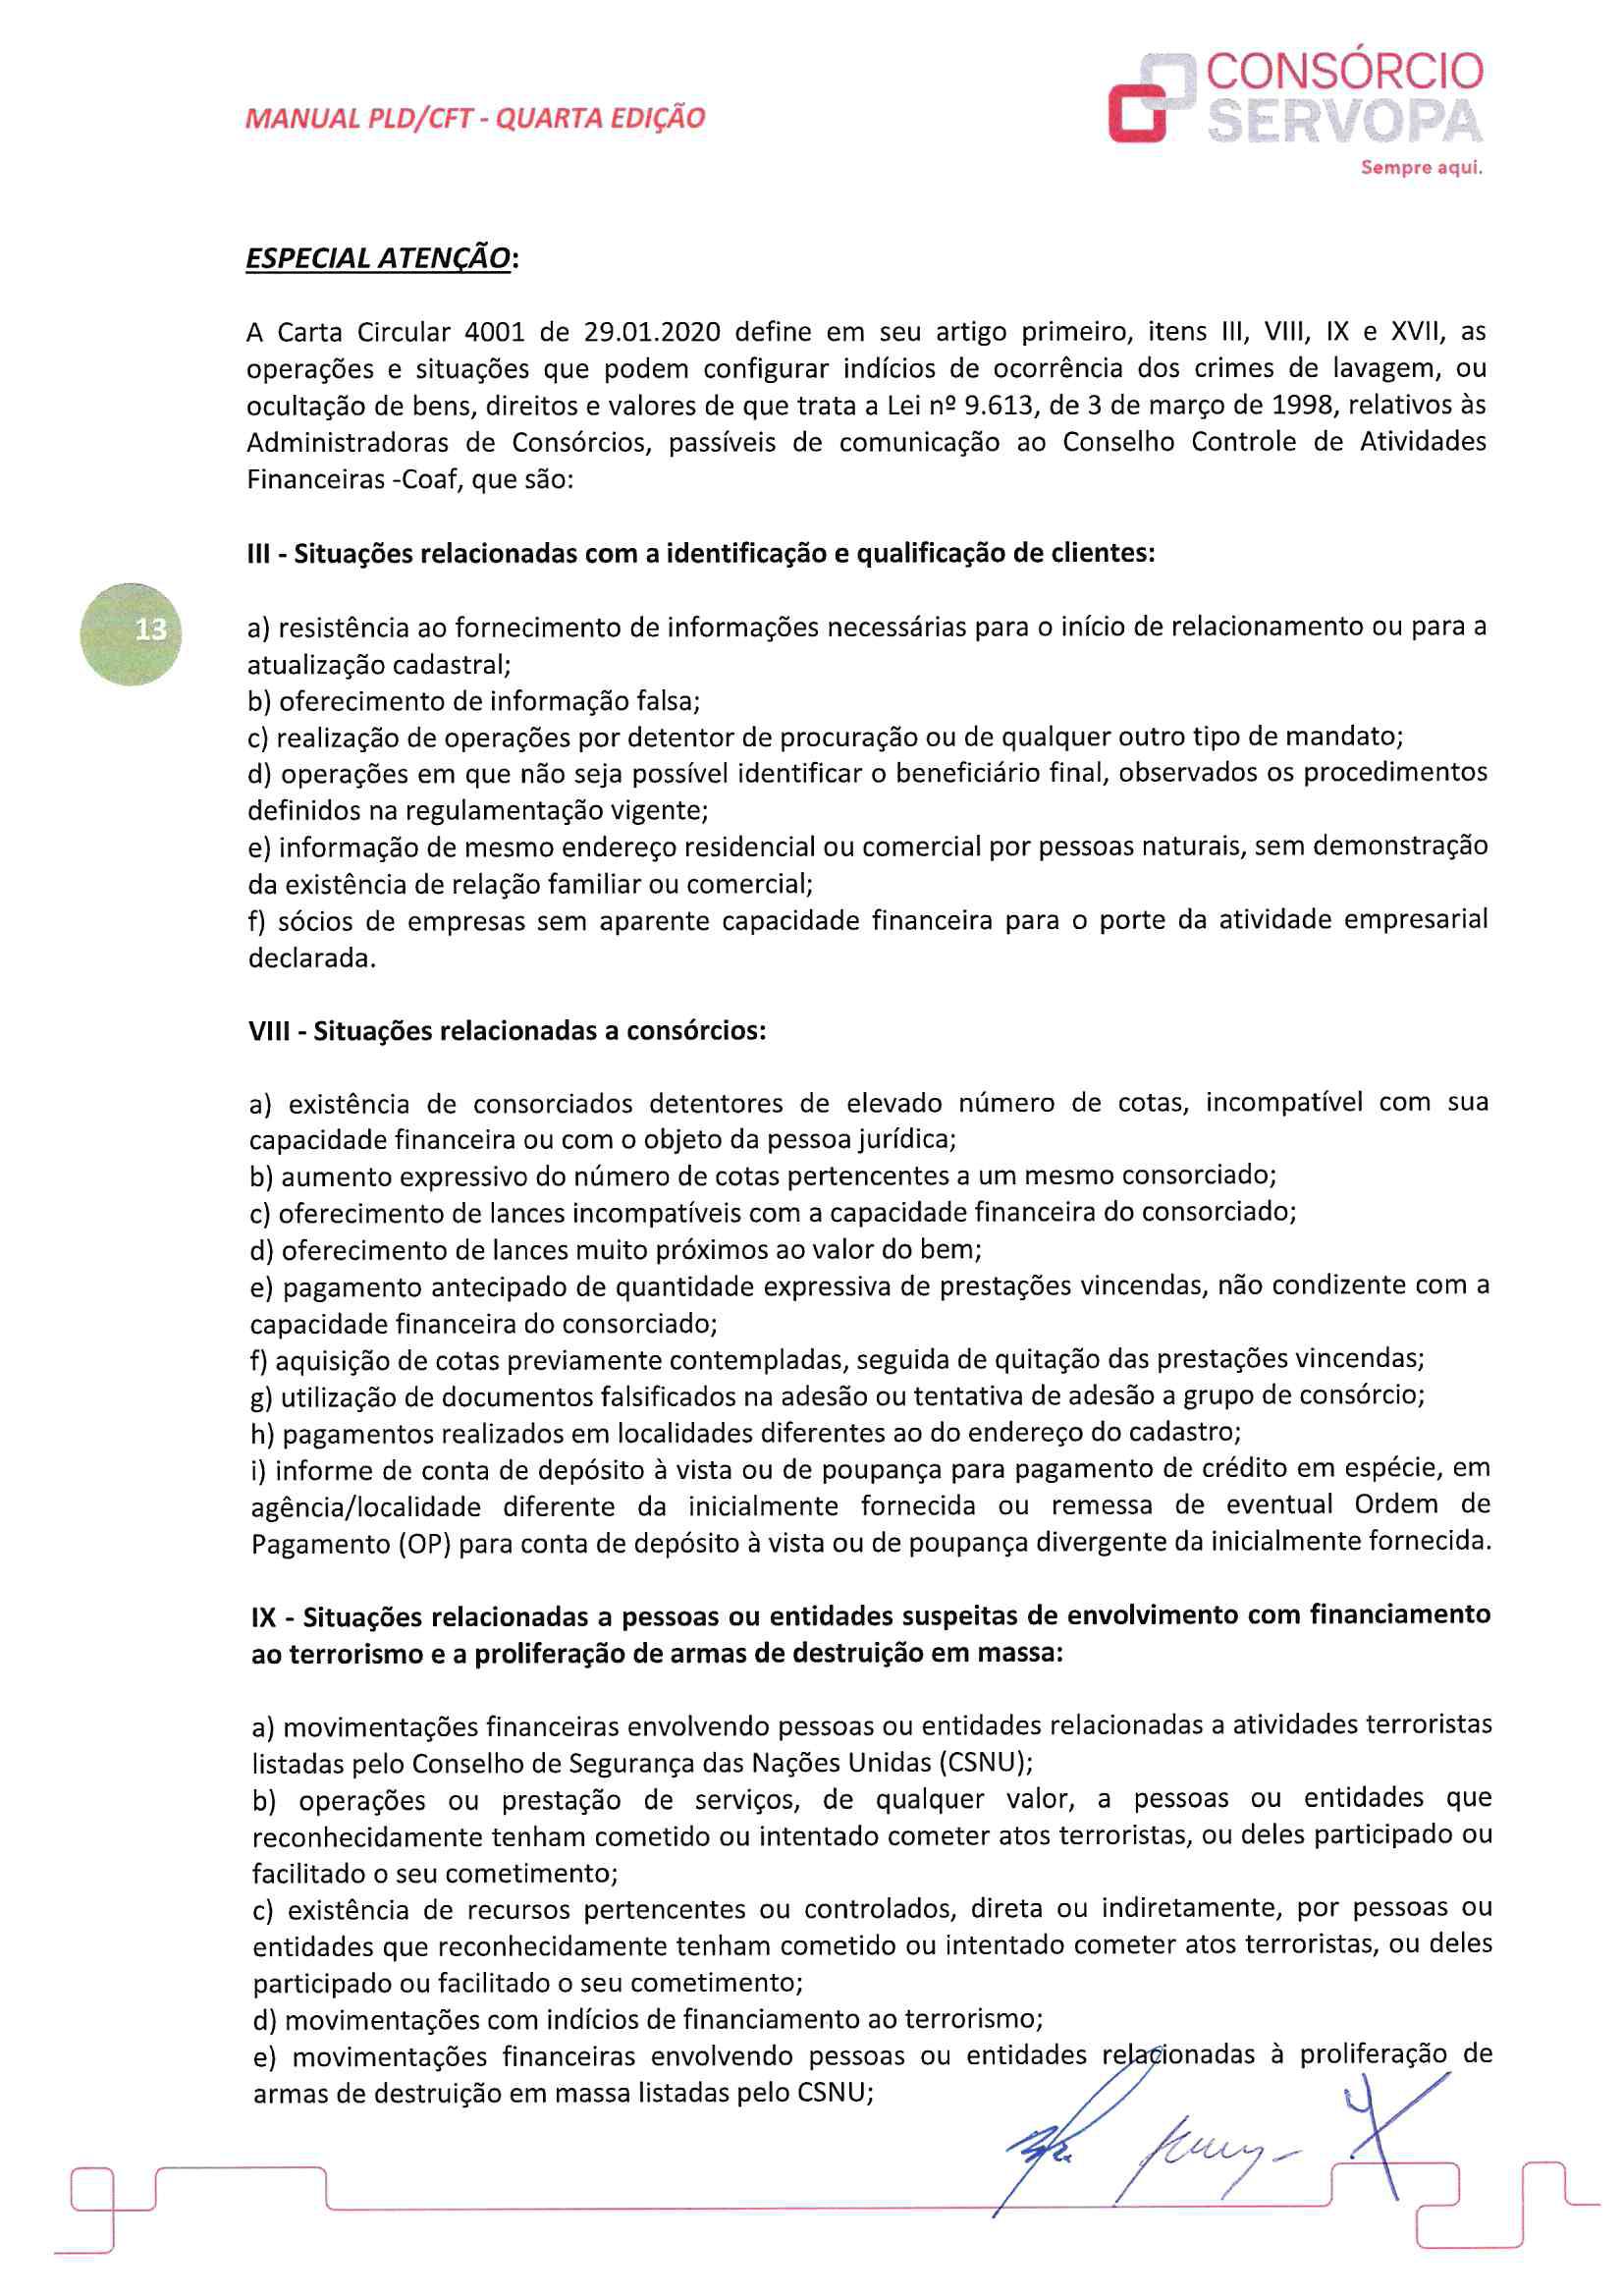 MANUAL PLD/CFT - QUARTA EDIÇÃO
CONSÓRCIO
SERVOPA
Sempre aqui.
ESPECIAL ATENÇÃO:
A Carta Circular 4001 de 29.01.2020 define em seu artigo primeiro, itens III, VIII, IX e XVII, as
operações e situações que podem configurar indícios de ocorrência dos crimes de lavagem, ou
ocultação de bens, direitos e valores de que trata a Lei nº 9.613, de 3 de março de 1998, relativos às
Administradoras de Consórcios, passíveis de comunicação ao Conselho Controle de Atividades
Financeiras -Coaf, que são:
III - Situações relacionadas com a identificação e qualificação de clientes:
13
a) resistência ao fornecimento de informações necessárias para o início de relacionamento ou para a
atualização cadastral;
b) oferecimento de informação falsa;
c) realização de operações por detentor de procuração ou de qualquer outro tipo de mandato;
d) operações em que não seja possível identificar o beneficiário final, observados os procedimentos
definidos na regulamentação vigente;
e) informação de mesmo endereço residencial ou comercial por pessoas naturais, sem demonstração
da existência de relação familiar ou comercial;
f) sócios de empresas sem aparente capacidade financeira para o porte da atividade empresarial
declarada.
VIII - Situações relacionadas a consórcios:
a) existência de consorciados detentores de elevado número de cotas, incompatível com sua
capacidade financeira ou com o objeto da pessoa jurídica;
b) aumento expressivo do número de cotas pertencentes a um mesmo consorciado;
c) oferecimento de lances incompatíveis com a capacidade financeira do consorciado;
d) oferecimento de lances muito próximos ao valor do bem;
e) pagamento antecipado de quantidade expressiva de prestações vincendas, não condizente com a
capacidade financeira do consorciado;
f) aquisição de cotas previamente contempladas, seguida de quitação das prestações vincendas;
g) utilização de documentos falsificados na adesão ou tentativa de adesão a grupo de consórcio;
h) pagamentos realizados em localidades diferentes ao do endereço do cadastro;
i) informe de conta de depósito à vista ou de poupança para pagamento de crédito em espécie, em
agência/localidade diferente da inicialmente fornecida ou remessa de eventual Ordem de
Pagamento (OP) para conta de depósito à vista ou de poupança divergente da inicialmente fornecida.
IX - Situações relacionadas a pessoas ou entidades suspeitas de envolvimento com financiamento
ao terrorismo e a proliferação de armas de destruição em massa:
a) movimentações financeiras envolvendo pessoas ou entidades relacionadas a atividades terroristas
listadas pelo Conselho de Segurança das Nações Unidas (CSNU);
b) operações ou prestação de serviços, de qualquer valor, a pessoas ou entidades que
reconhecidamente tenham cometido ou intentado cometer atos terroristas, ou deles participado ou
facilitado o seu cometimento;
c) existência de recursos pertencentes ou controlados, direta ou indiretamente, por pessoas ou
entidades que reconhecidamente tenham cometido ou intentado cometer atos terroristas, ou deles
participado ou facilitado o seu cometimento;
d) movimentações com indícios de financiamento ao terrorismo;
e) movimentações financeiras envolvendo pessoas ou entidades relacionadas à proliferação de
armas de destruição em massa listadas pelo CSNU;